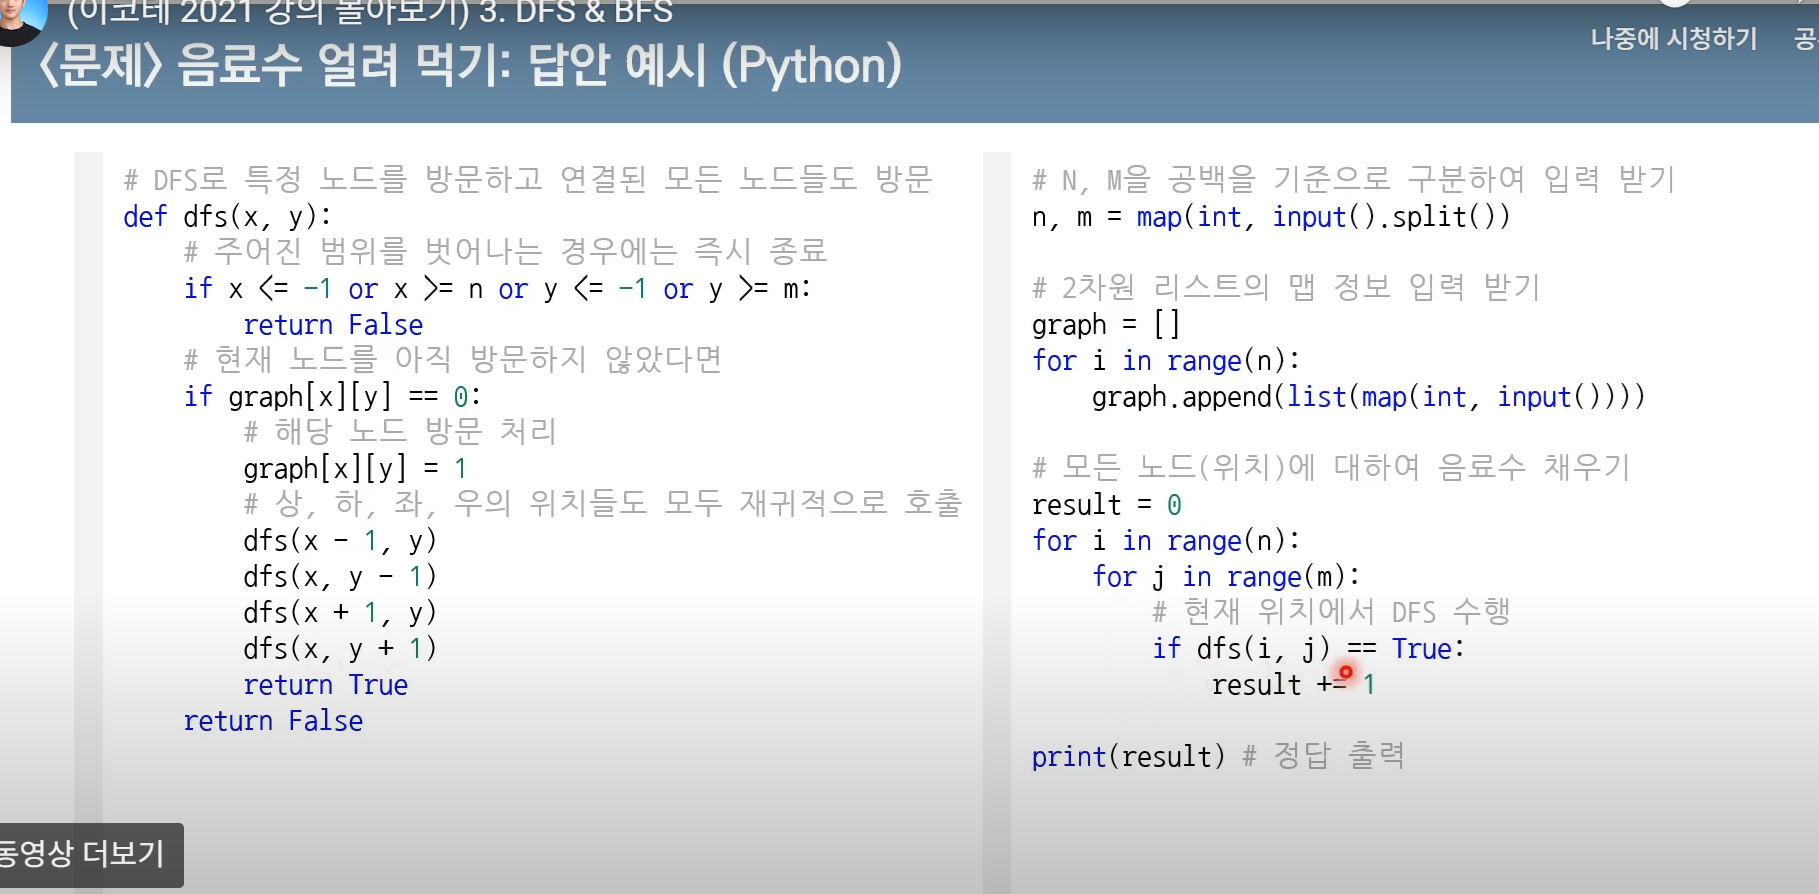 (이코테 2021 강의 몰아보기) 3. DFS & BFS
나중에 시청하기
<문제> 음료수 얼려 먹기: 답안 예시 (Python)
# DFS로 특정 노드를 방문하고 연결된 모든 노드들도 방문
def dfs(x, y):
    # 주어진 범위를 벗어나는 경우에는 즉시 종료
    if x <= -1 or x >= n or y <= -1 or y >= m:
        return False
    # 현재 노드를 아직 방문하지 않았다면
    if graph[x][y] == 0:
        # 해당 노드 방문 처리
        graph[x][y] = 1
        # 상, 하, 좌, 우의 위치들도 모두 재귀적으로 호출
        dfs(x - 1, y)
        dfs(x, y - 1)
        dfs(x + 1, y)
        dfs(x, y + 1)
        return True
    return False
# N, M을 공백을 기준으로 구분하여 입력 받기
n, m = map(int, input().split())
# 2차원 리스트의 맵 정보 입력 받기
graph = []
for i in range(n):
    graph.append(list(map(int, input())))
# 모든 노드(위치)에 대하여 음료수 채우기
result = 0
for i in range(n):
    for j in range(m):
        # 현재 위치에서 DFS 수행
        if dfs(i, j) == True:
            result += 1
print(result) # 정답 출력
동영상 더보기